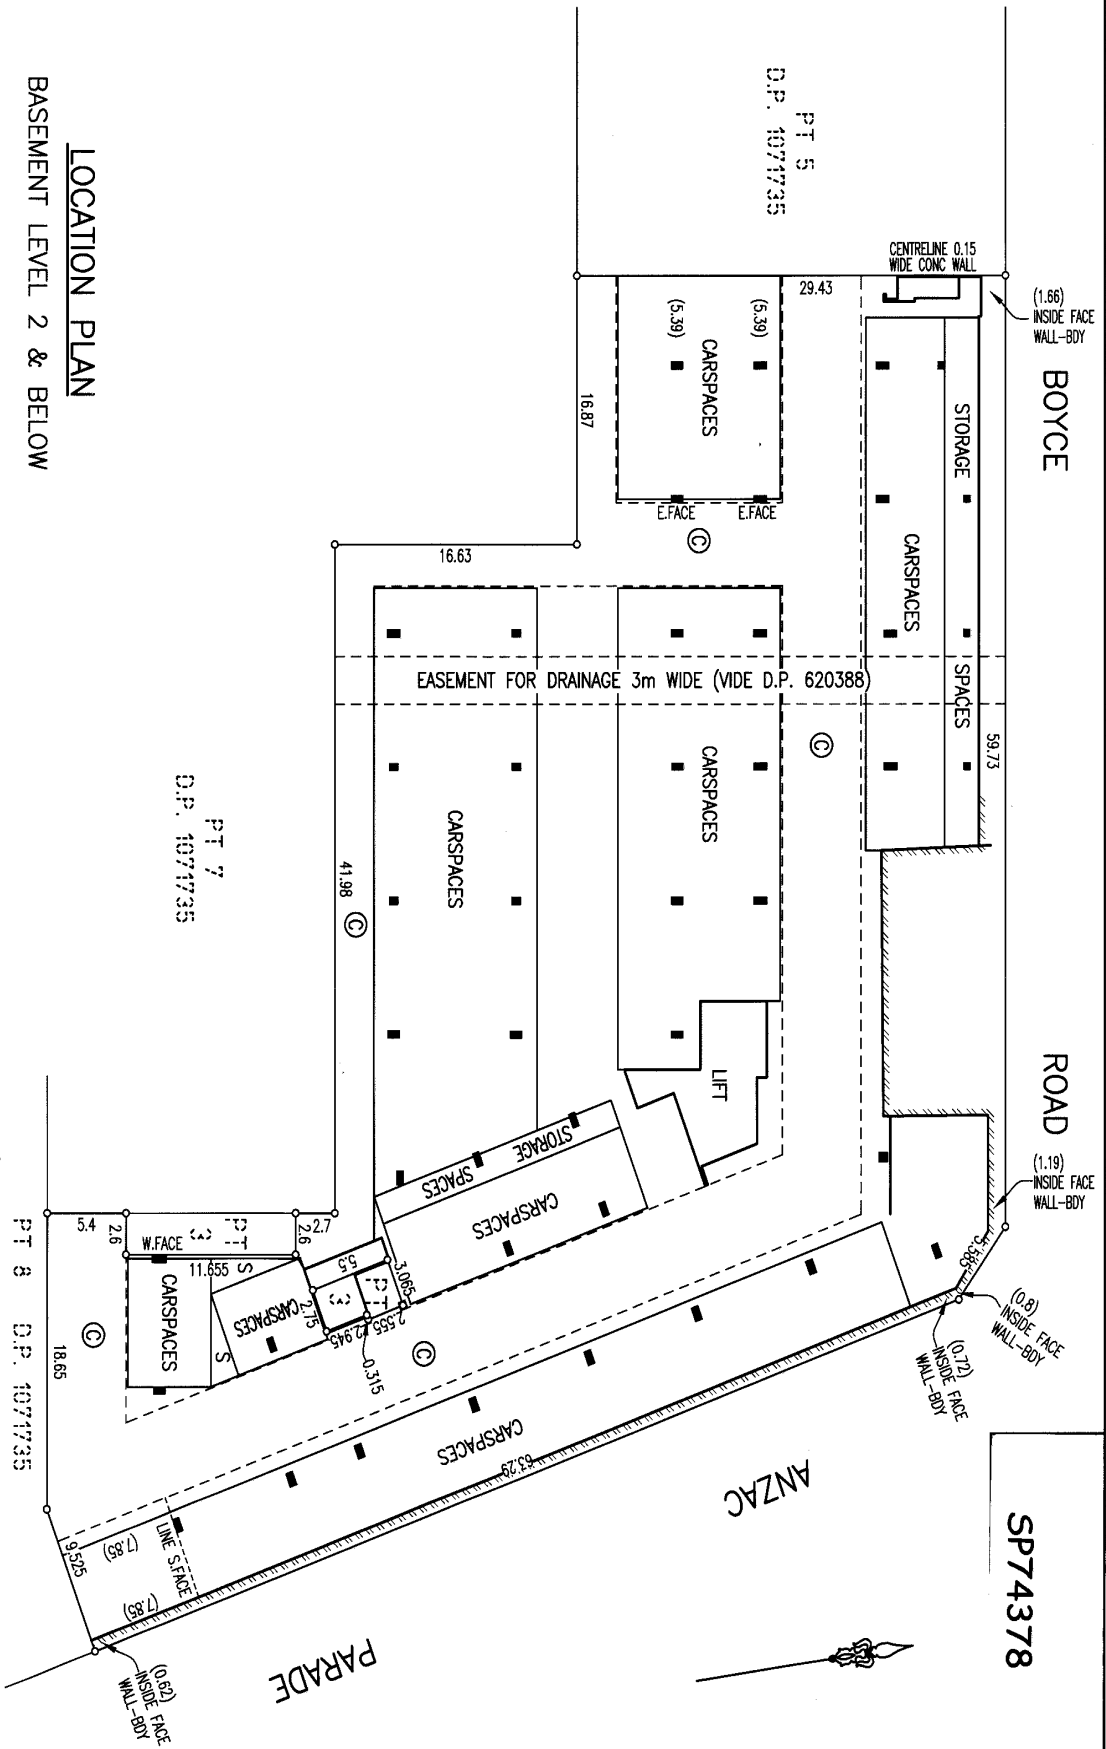 SP74378
BOYCE
ROAD
(1.66)
INSIDE FACE
WALL-BDY
(1.19)
INSIDE FACE
WALL-BDY
CENTRELINE 0.15
WIDE CONC WALL
29.43
PT 5
D.P. 1071735
STORAGE
SPACES
59.73
CARSPACES
(5.39)
(5.39)
CARSPACES
E.FACE
E.FACE
16.87
16.63
C
EASEMENT FOR DRAINAGE 3m WIDE (VIDE D.P. 620388)
C
CARSPACES
CARSPACES
LIFT
41.98
C
PT 7
D.P. 1071735
STORAGE
SPACES
CARSPACES
5.585
(0.8)
INSIDE FACE
WALL-BDY
(0.72)
INSIDE FACE
WALL-BDY
5.4
2.6
W.FACE
PT
3
2.6
2.7
11.655
S
CARSPACES
CARSPACES
S
5.5
3.065
PT
3
2.75
2.945
2.555
0.315
C
C
18.65
PT 8 D.P. 1071735
CARSPACES
63.29
ANZAC
PARADE
LINE S.FACE
(7.85)
(7.85)
9.525
(0.62)
INSIDE FACE
WALL-BDY
LOCATION PLAN
BASEMENT LEVEL 2 & BELOW